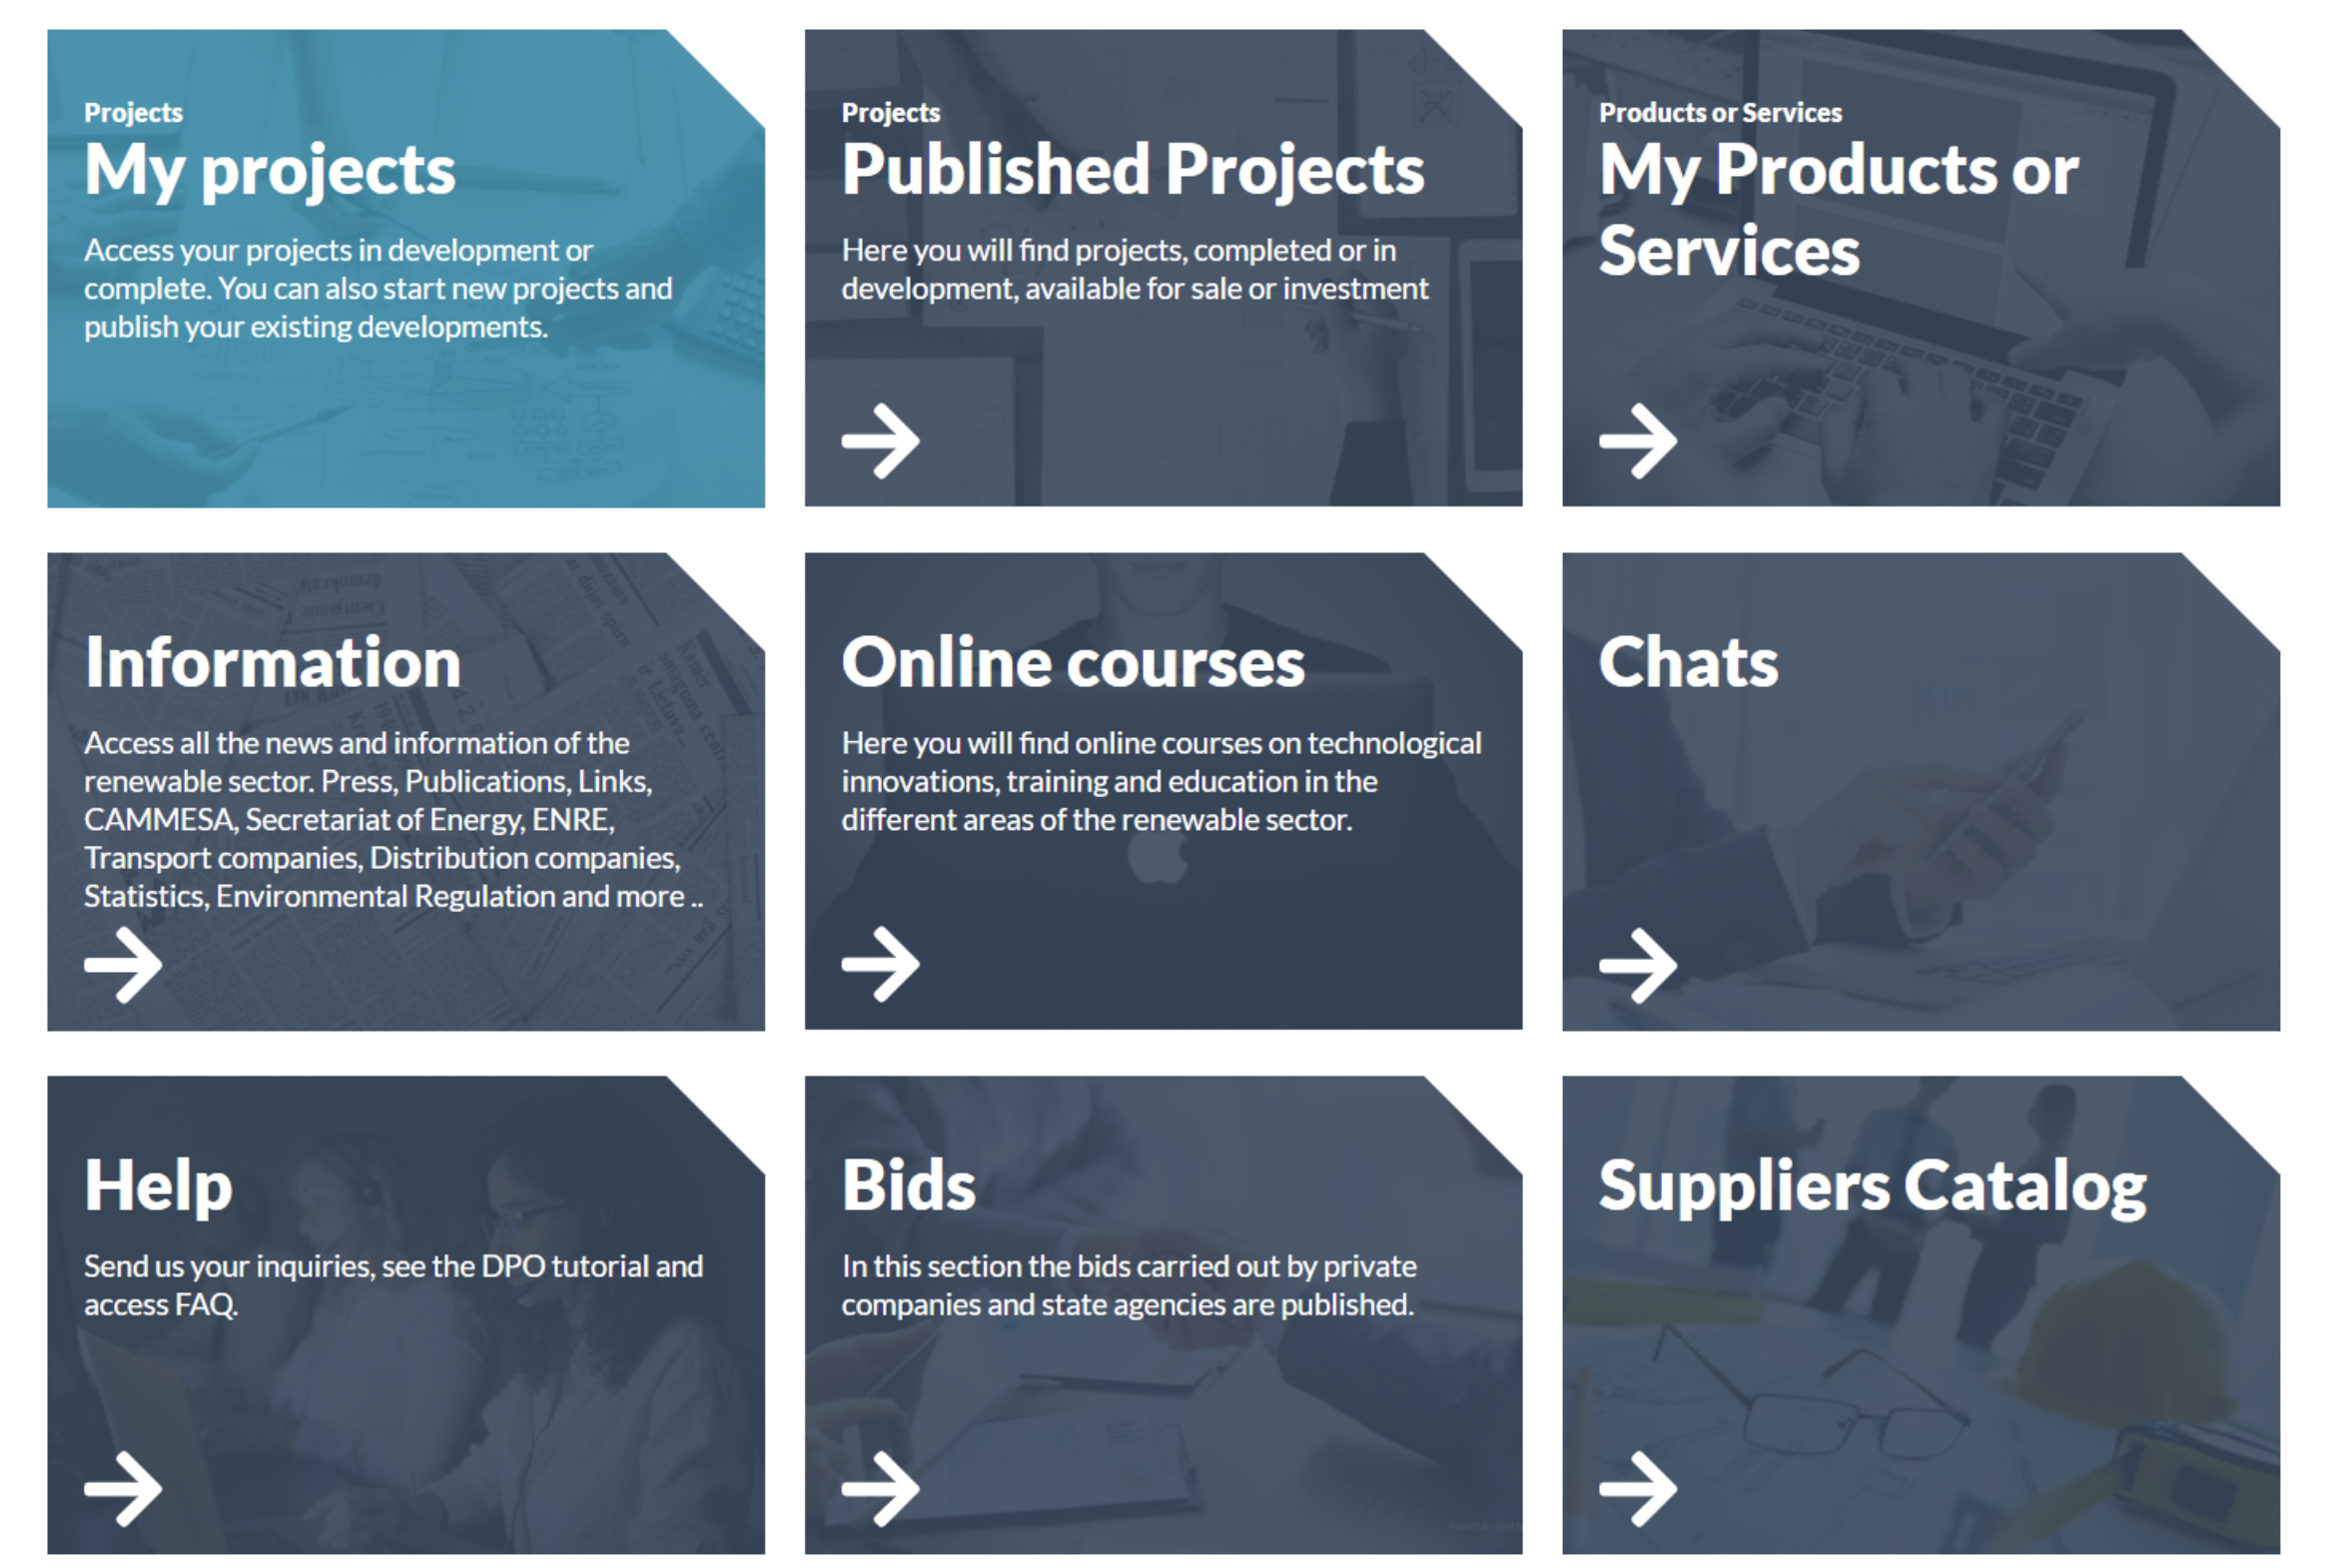 Projects
My projects
Access your projects in development or
complete. You can also start new projects and
publish your existing developments.
Projects
Published Projects
Here you will find projects, completed or in
development, available for sale or investment
Products or Services
My Products or
Services
Information
Access all the news and information of the
renewable sector. Press, Publications, Links,
CAMMESA, Secretariat of Energy, ENRE,
Transport companies, Distribution companies,
Statistics, Environmental Regulation and more ..
Online courses
Here you will find online courses on technological
innovations, training and education in the
different areas of the renewable sector.
Chats
Help
Send us your inquiries, see the DPO tutorial and
access FAQ.
Bids
In this section the bids carried out by private
companies and state agencies are published.
Suppliers Catalog